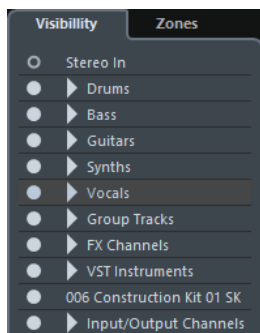 Visibillity Zones
Stereo In
Drums
Bass
Guitars
Synths
Vocals
Group Tracks
FX Channels
VST Instruments
006 Construction Kit 01 SK
Input/Output Channels